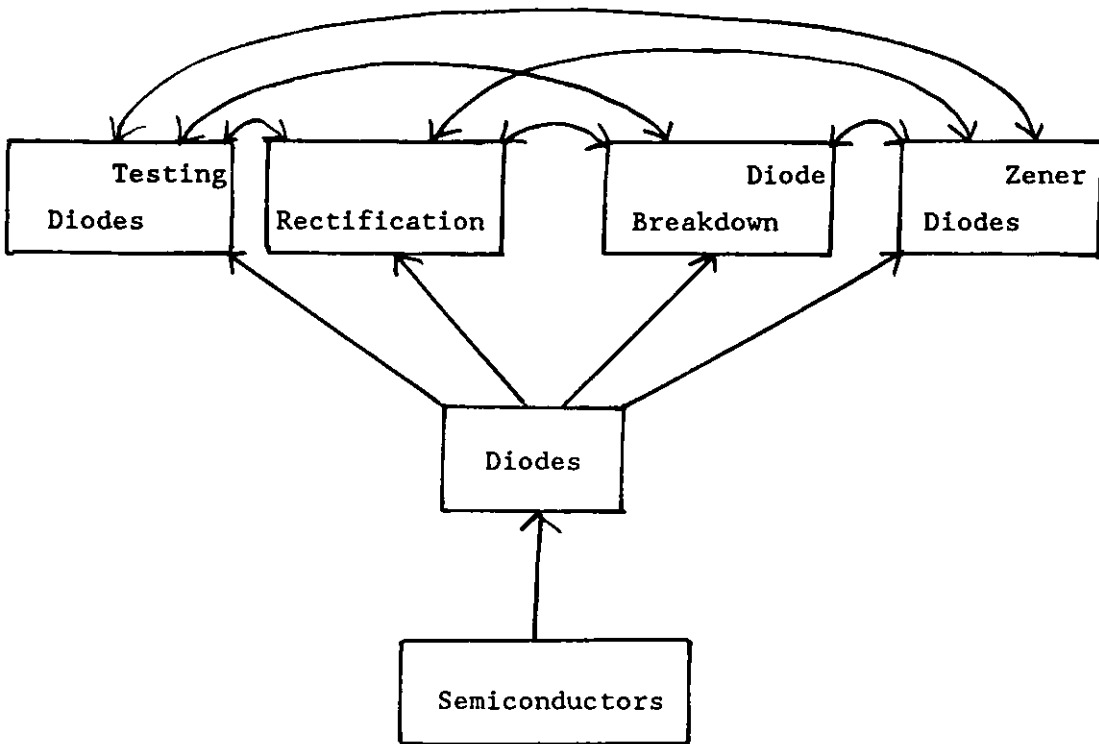 Testing
Diodes
Rectification
Diode
Breakdown
Zener
Diodes
Diodes
Semiconductors